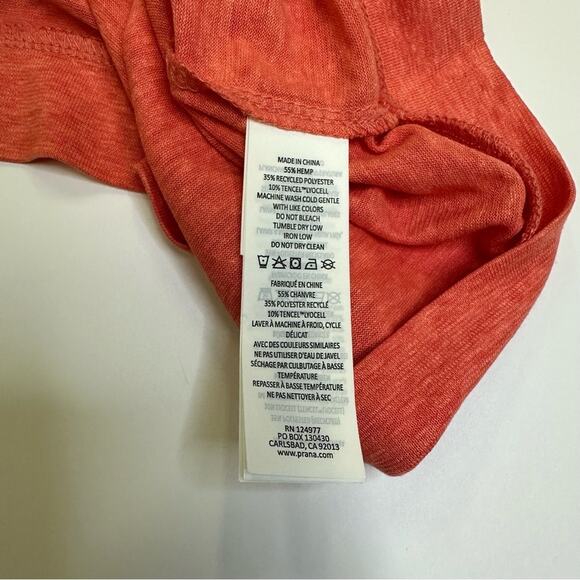 MADE IN CHINA
55% HEMP
35% RECYCLED POLYESTER
10% TENCEL™LYOCELL
MACHINE WASH COLD GENTLE
WITH LIKE COLORS
DO NOT BLEACH
TUMBLE DRY LOW
IRON LOW
DO NOT DRY CLEAN
FABRIQUÉ EN CHINE
55% CHANVRE
35% POLYESTER RECYCLÉ
10% TENCEL™LYOCELL
LAVER À MACHINE À FROID, CYCLE
DÉLICAT
AVEC DES COULEURS SIMILAIRES
NE PAS UTILISER D'EAU DE JAVEL
SÉCHAGE PAR CULBUTAGE À BASSE
TEMPÉRATURE
REPASSER À BASSE TEMPÉRATURE
NE PAS NETTOYER À SEC
RN 124977
PO BOX 130430
CARLSBAD, CA 92013
www.prana.com